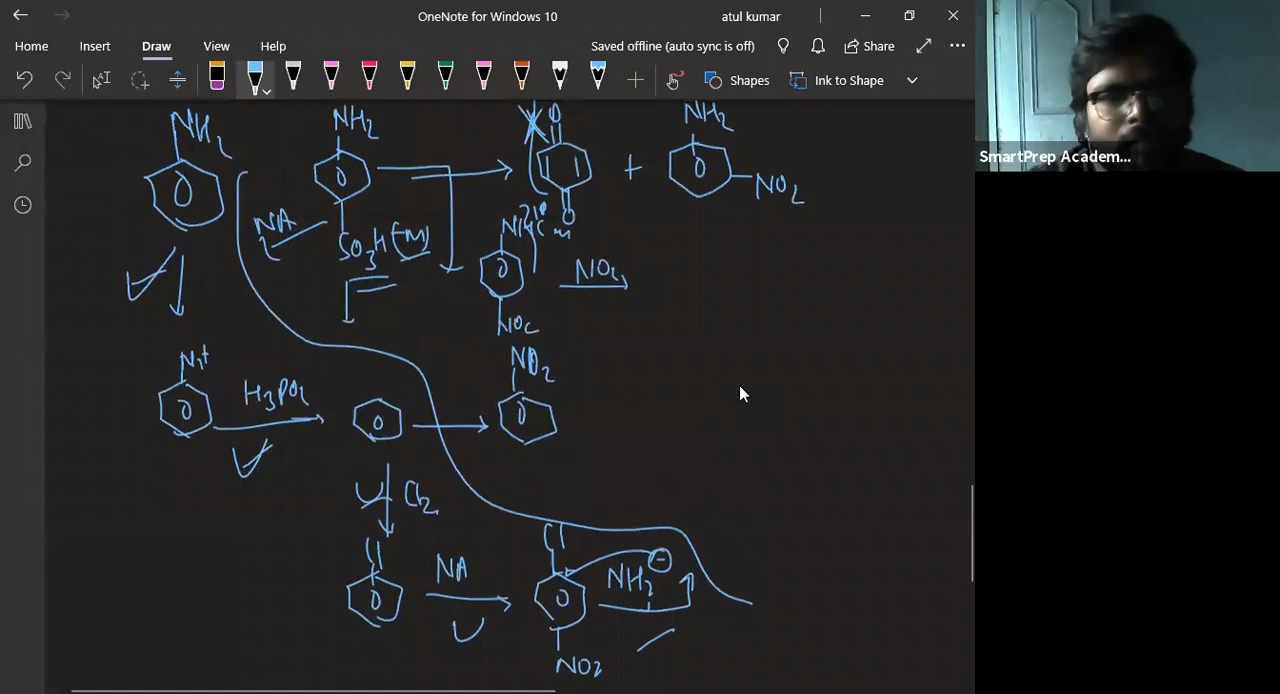 OneNote for Windows 10
atul kumar
Home Insert Draw View Help
Saved offline (auto sync is off)
Share
Shapes
Ink to Shape
SmartPrep Academ...
NH2
NH2
O
NH2
NO2
O
NA
SO3H (M)
NO2
NO2
H3PO2
NO2
Cl2
Cl
Cl
NA
NH2 ⊖
NO2